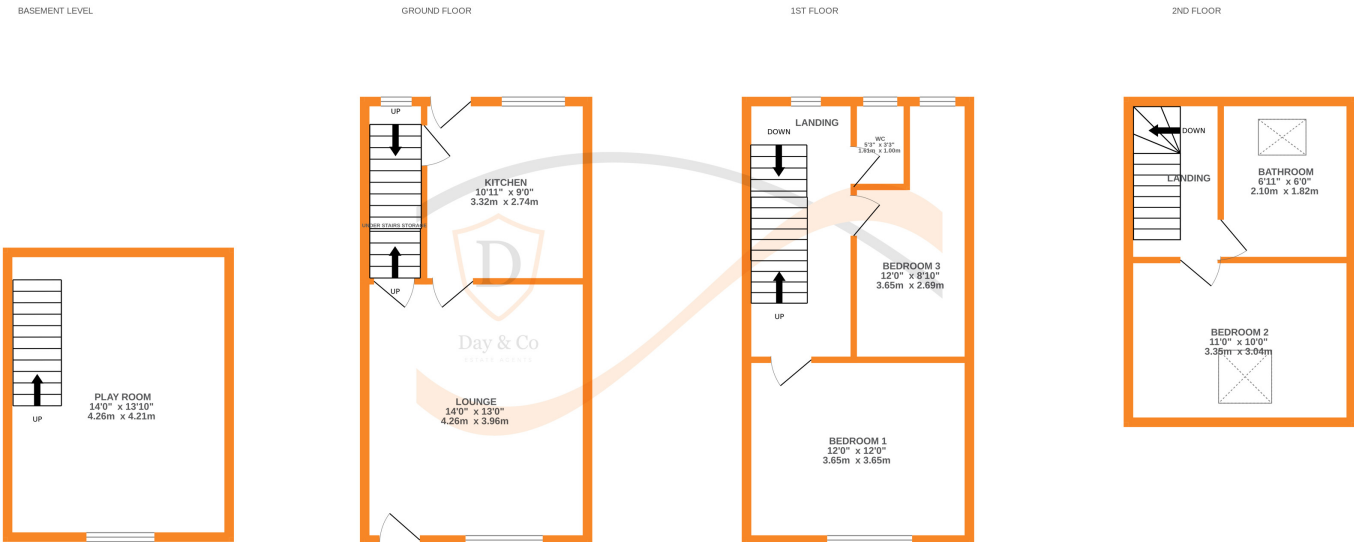 BASEMENT LEVEL
GROUND FLOOR
1ST FLOOR
2ND FLOOR
UP
PLAY ROOM
14'0" x 13'10"
4.26m x 4.21m
UP
KITCHEN
10'11" x 9'0"
3.32m x 2.74m
UNDER STAIRS STORAGE
UP
D
Day & Co
ESTATE AGENTS
LOUNGE
14'0" x 13'0"
4.26m x 3.96m
LANDING
DOWN
WC
5'3" x 3'3"
1.61m x 1.00m
BEDROOM 3
12'0" x 8'10"
3.65m x 2.69m
UP
BEDROOM 1
12'0" x 12'0"
3.65m x 3.65m
DOWN
LANDING
BATHROOM
6'11" x 6'0"
2.10m x 1.82m
BEDROOM 2
11'0" x 10'0"
3.35m x 3.04m